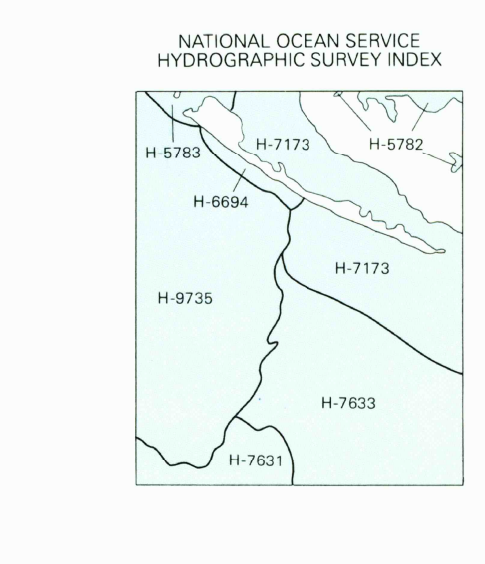 NATIONAL OCEAN SERVICE
HYDROGRAPHIC SURVEY INDEX
H-7173
H-5782
H-5783
H-6694
H-7173
H-9735
H-7633
H-7631